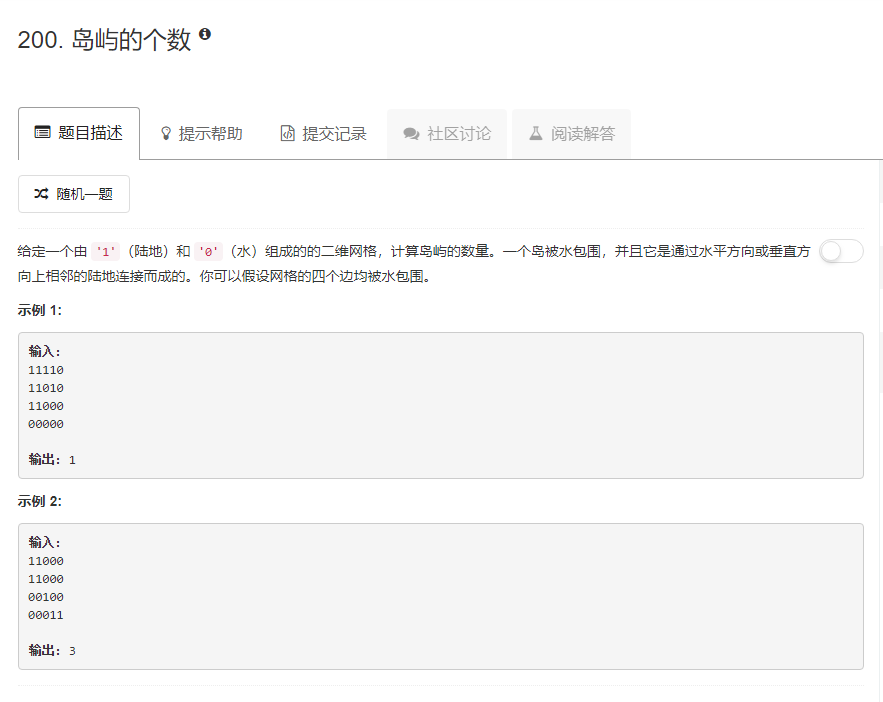 200. 岛屿的个数
题目描述 提示帮助 提交记录 社区讨论 阅读解答
随机一题
给定一个由 '1'（陆地）和 '0'（水）组成的的二维网格，计算岛屿的数量。一个岛被水包围，并且它是通过水平方向或垂直方
向上相邻的陆地连接而成的。你可以假设网格的四个边均被水包围。
示例 1:
输入:
11110
11010
11000
00000
输出: 1
示例 2:
输入:
11000
11000
00100
00011
输出: 3